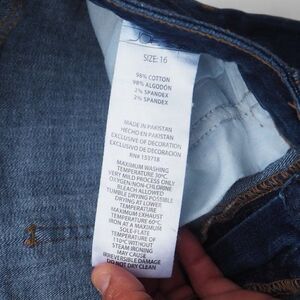 SIZE: 16
98% COTTON
98% ALGODÓN
2% SPANDEX
2% SPANDEX
MADE IN PAKISTAN
HECHO EN PAKISTAN
EXCLUSIVE OF DECORATION
EXCLUSIVO DE DECORACIÓN
RN# 153718
MAXIMUM WASHING
TEMPERATURE 30°C
VERY MILD PROCESS ONLY
OXYGEN/NON-CHLORINE
BLEACH ALLOWED
TUMBLE DRYING POSSIBLE
DRYING AT LOWER
TEMPERATURE
MAXIMUM EXHAUST
TEMPERATURE 60°C
IRON AT MAXIMUM
SOLE-PLATE
TEMPERATURE OF
110°C WITHOUT
STEAM IRONING
MAY CAUSE
IRREVERSIBLE DAMAGE
DO NOT DRY CLEAN